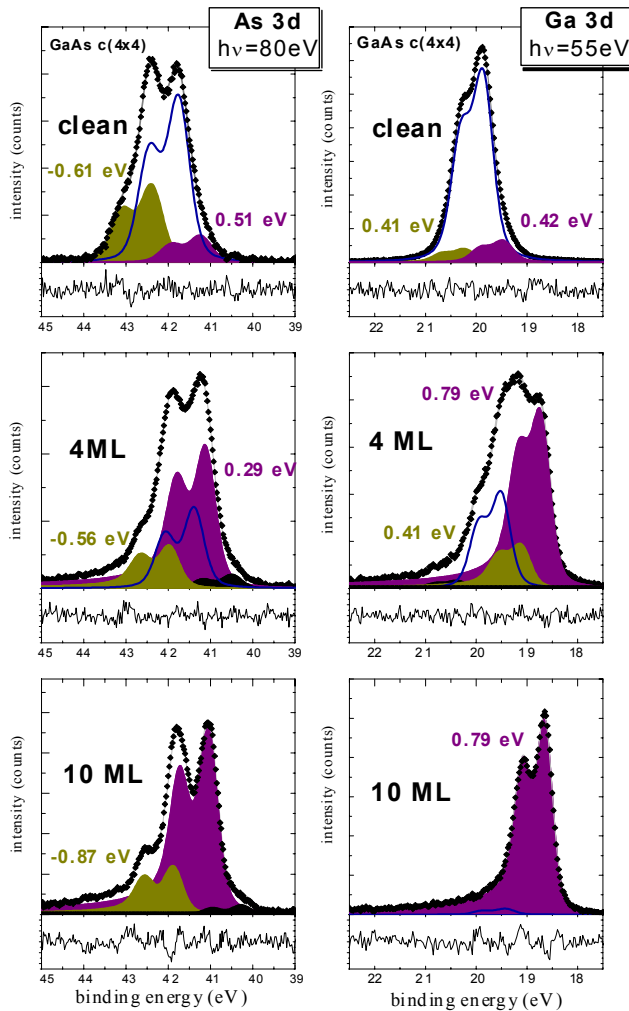 As 3d
hν=80eV
Ga 3d
hν=55eV
GaAs c(4x4)
clean
-0.61 eV
0.51 eV
intensity (counts)
45 44 43 42 41 40 39
GaAs c(4x4)
clean
0.41 eV
0.42 eV
intensity (counts)
22 21 20 19 18
4ML
0.29 eV
-0.56 eV
intensity (counts)
45 44 43 42 41 40 39
0.79 eV
4 ML
0.41 eV
intensity (counts)
22 21 20 19 18
10 ML
-0.87 eV
intensity (counts)
45 44 43 42 41 40 39
binding energy (eV)
0.79 eV
10 ML
intensity (counts)
22 21 20 19 18
binding energy (eV)